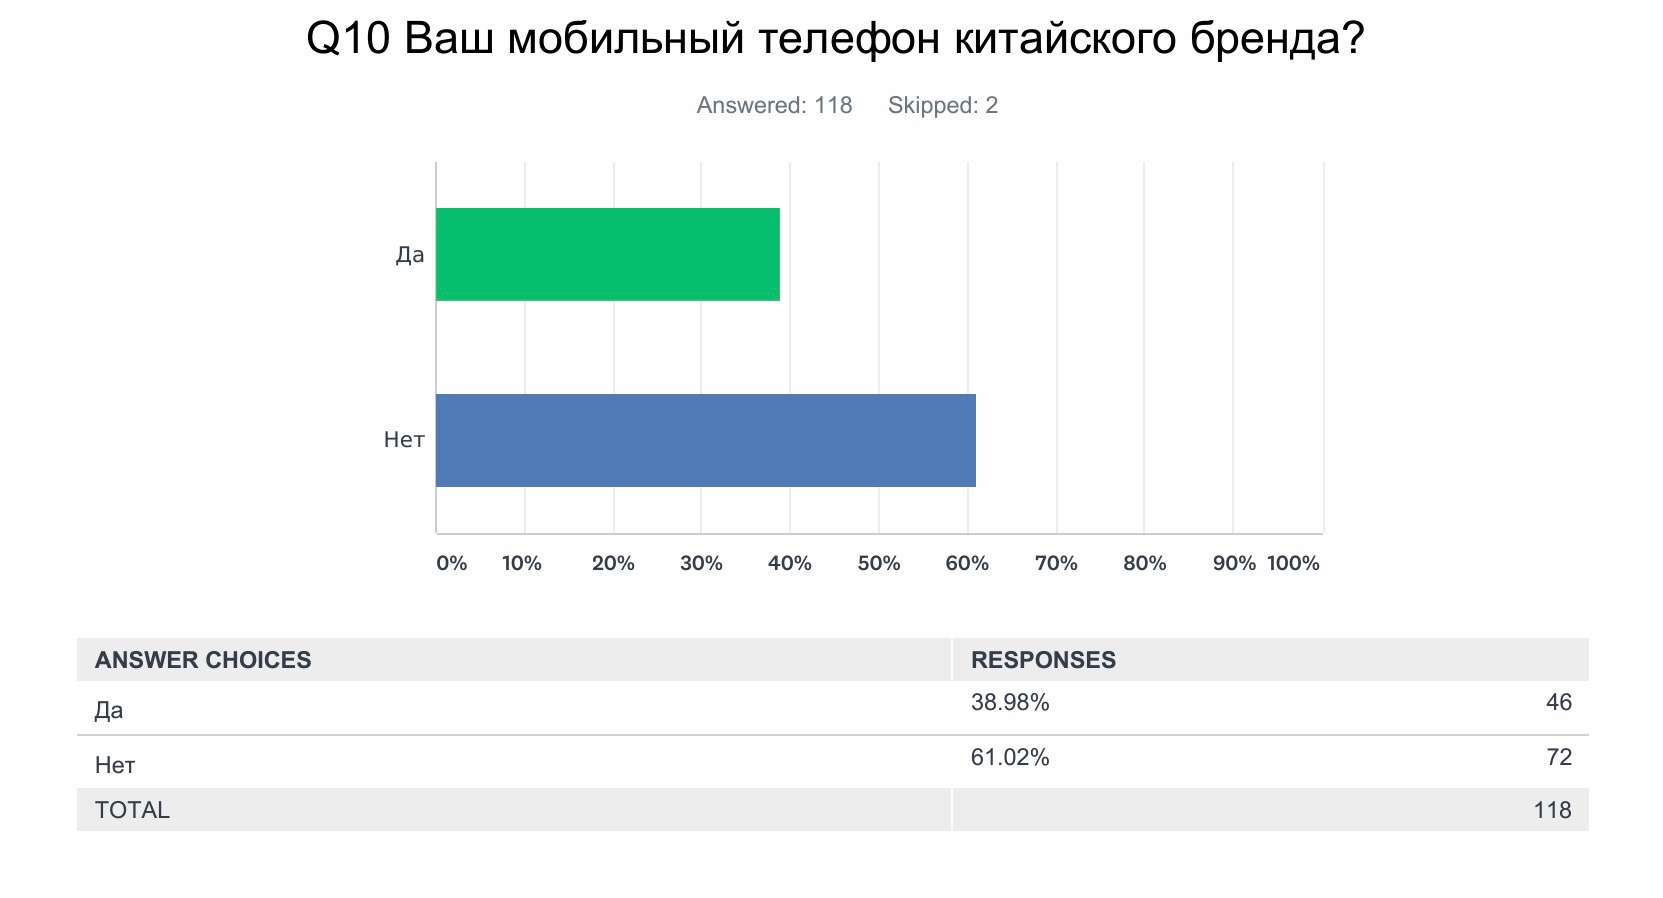 Q10 Ваш мобильный телефон китайского бренда?
Answered: 118 Skipped: 2
Да
Нет
0% 10% 20% 30% 40% 50% 60% 70% 80% 90% 100%
ANSWER CHOICES RESPONSES
Да 38.98% 46
Нет 61.02% 72
TOTAL 118